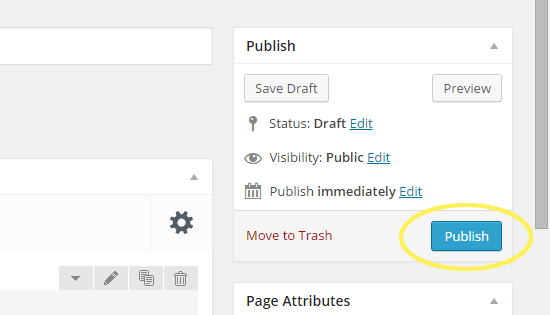 Publish
Save Draft Preview
Status: Draft Edit
Visibility: Public Edit
Publish immediately Edit
Move to Trash Publish
Page Attributes